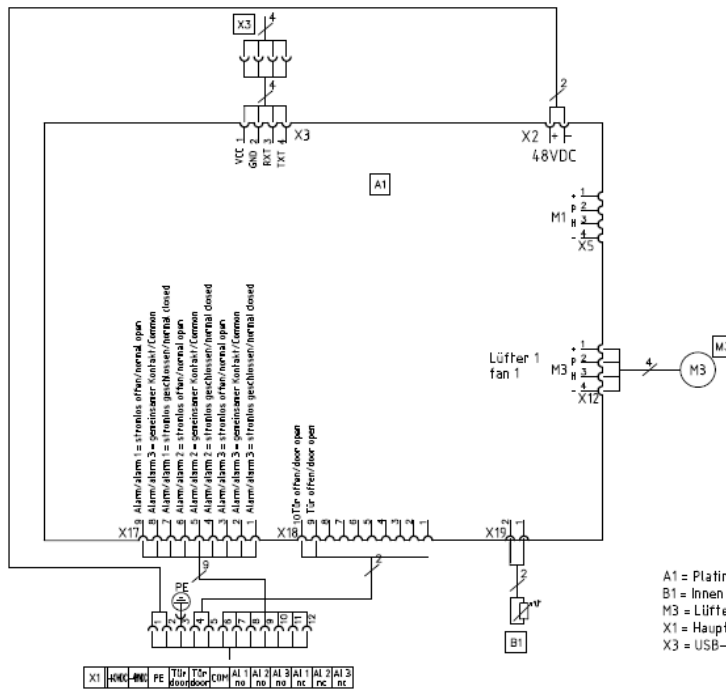 X3
4
4
2
VCC 1
GND 2
RXT 3
TXT 4
X3
X2
+ -
48VDC
A1
+ 1
P 2
H 3
- 4
M1
X5
Lüfter 1
fan 1
+ 1
P 2
H 3
- 4
M3
X12
4
M3
9 Alarm/alarm 1 = stromlos offen/normal open
8 Alarm/alarm 3 = gemeinsamer Kontakt/Common
7 Alarm/alarm 1 = stromlos geschlossen/normal closed
6 Alarm/alarm 2 = stromlos offen/normal open
5 Alarm/alarm 2 = gemeinsamer Kontakt/Common
4 Alarm/alarm 2 = stromlos geschlossen/normal closed
3 Alarm/alarm 3 = stromlos offen/normal open
2 Alarm/alarm 3 = gemeinsamer Kontakt/Common
1 Alarm/alarm 3 = stromlos geschlossen/normal closed
X17
10 Tür offen/door open
9 Tür offen/door open
8
7
6
5
4
3
2
1
X18
X19
2
1
9
2
2
PE
1 2 3 4 5 6 7 8 9 10 11 12
B1
X1 PE Tür door Tür door COM Al 1 no Al 2 no Al 3 no Al 1 nc Al 2 nc Al 3 nc
A1 = Platin
B1 = Innen
M3 = Lüfte
X1 = Haupt
X3 = USB-